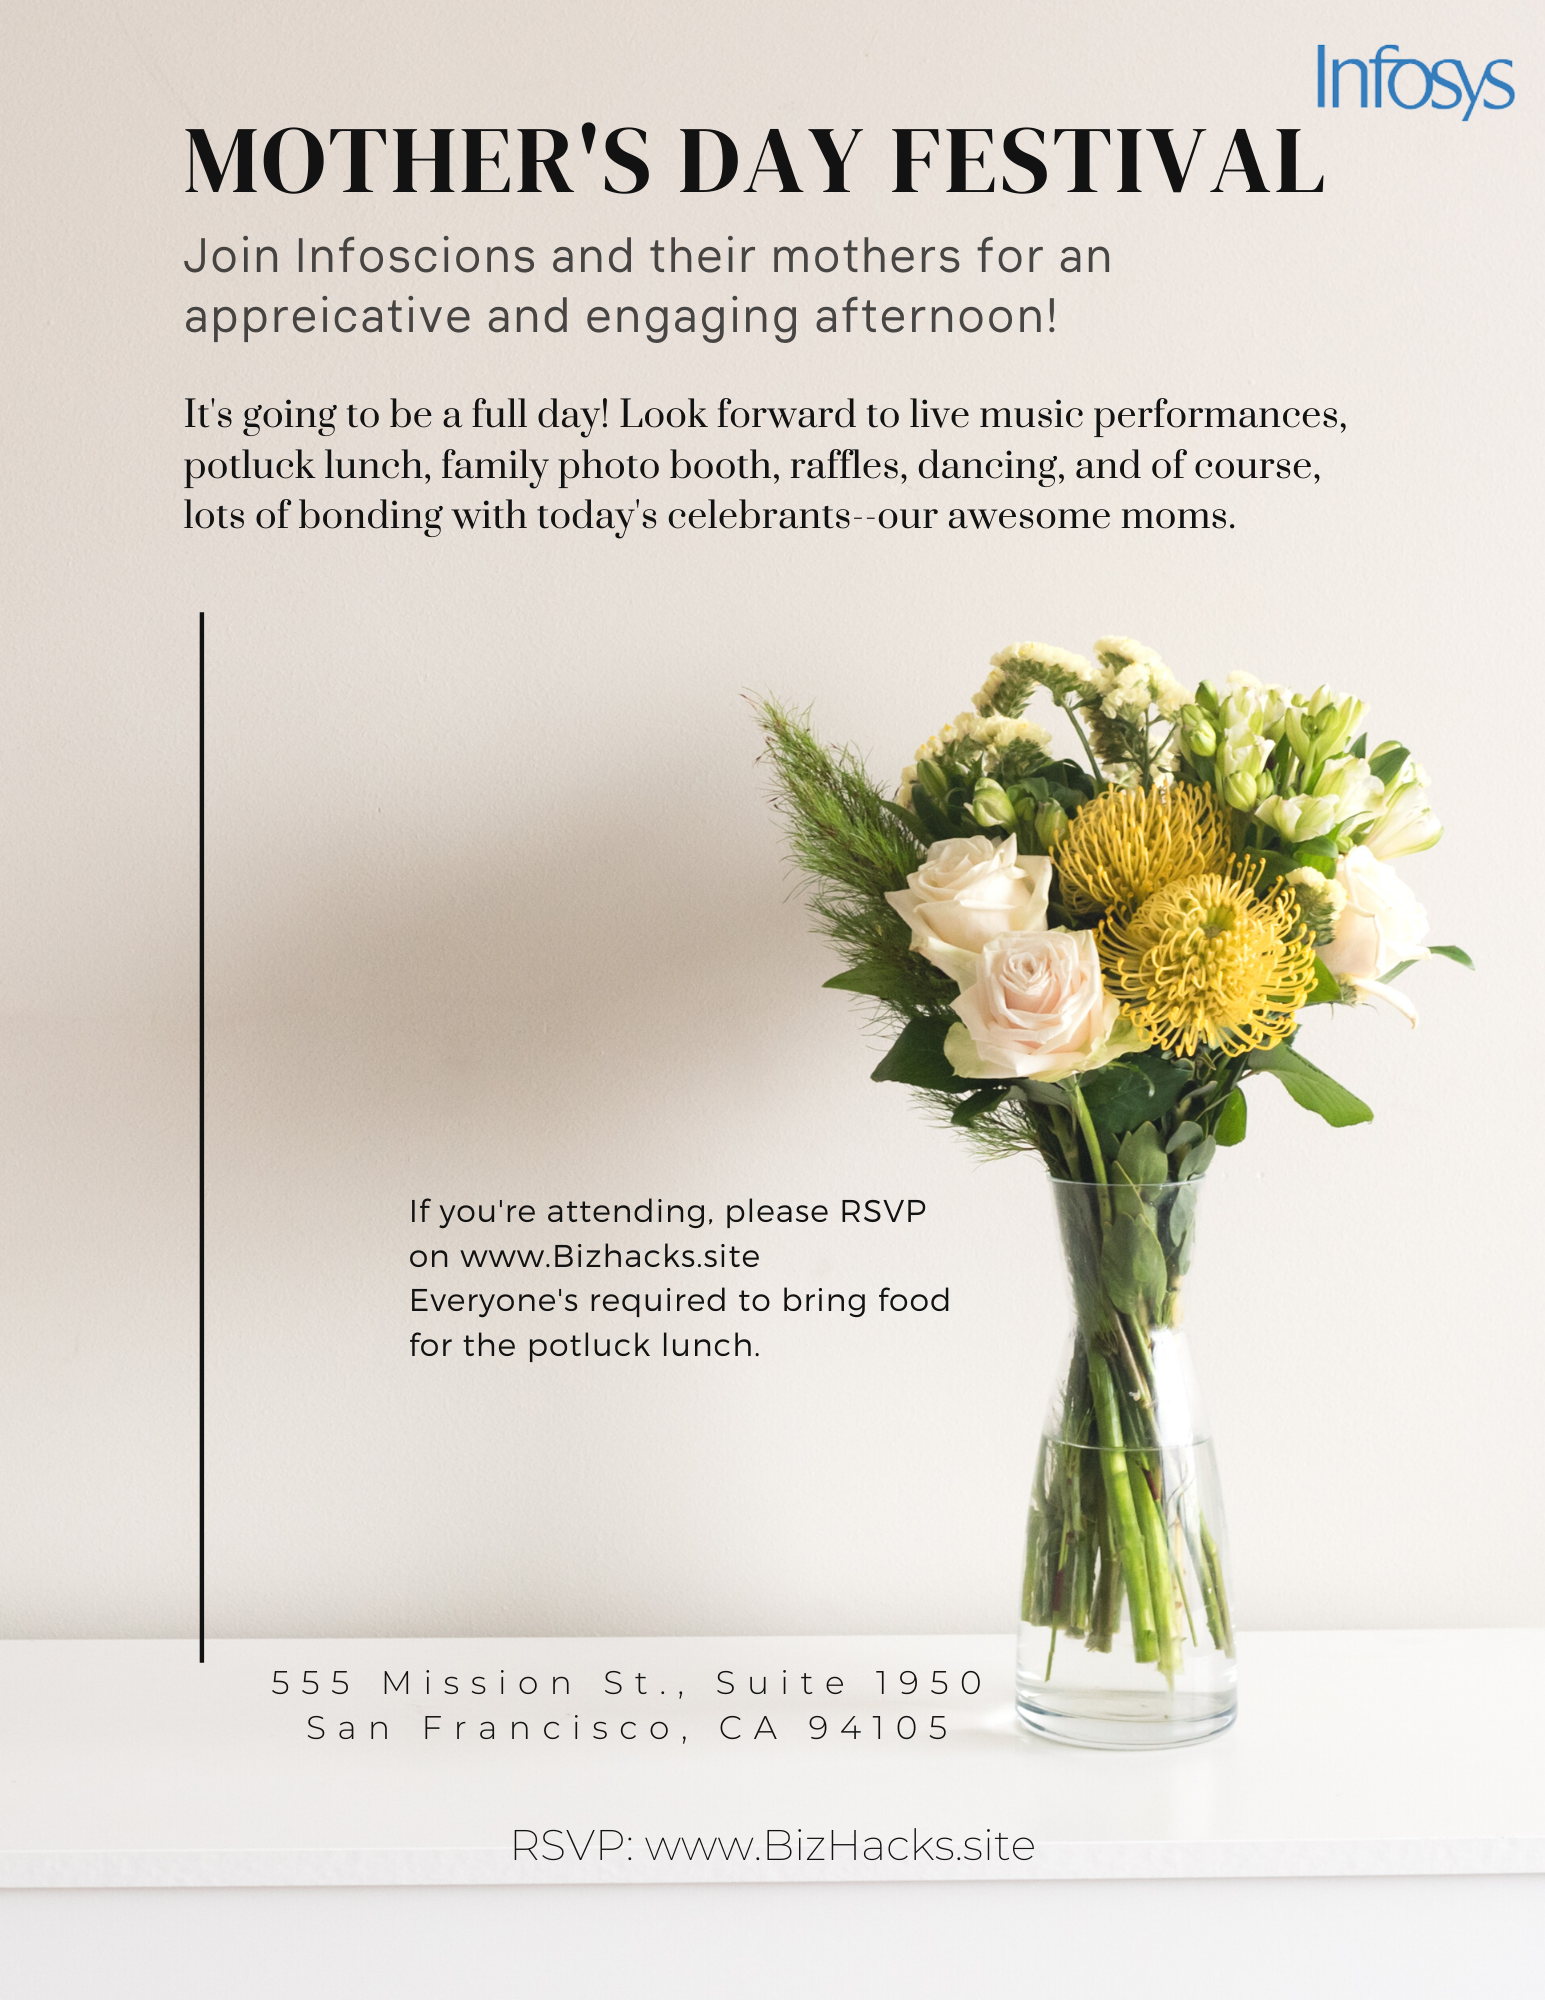 Infosys
MOTHER'S DAY FESTIVAL
Join Infoscions and their mothers for an
appreicative and engaging afternoon!
It's going to be a full day! Look forward to live music performances,
potluck lunch, family photo booth, raffles, dancing, and of course,
lots of bonding with today's celebrants--our awesome moms.
If you're attending, please RSVP
on www.Bizhacks.site
Everyone's required to bring food
for the potluck lunch.
555 Mission St., Suite 1950
San Francisco, CA 94105
RSVP: www.BizHacks.site